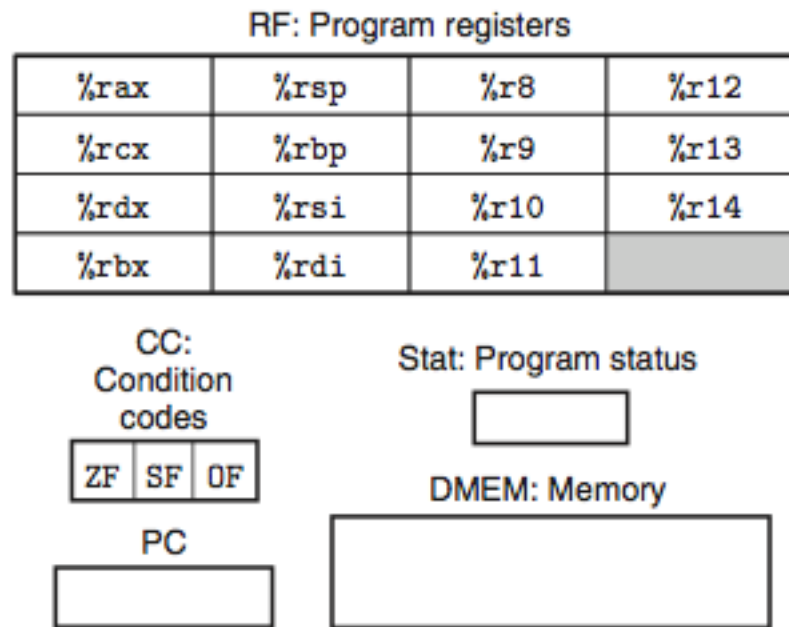 RF: Program registers
%rax %rsp %r8 %r12
%rcx %rbp %r9 %r13
%rdx %rsi %r10 %r14
%rbx %rdi %r11
CC:
Condition
codes
ZF SF OF
Stat: Program status
DMEM: Memory
PC